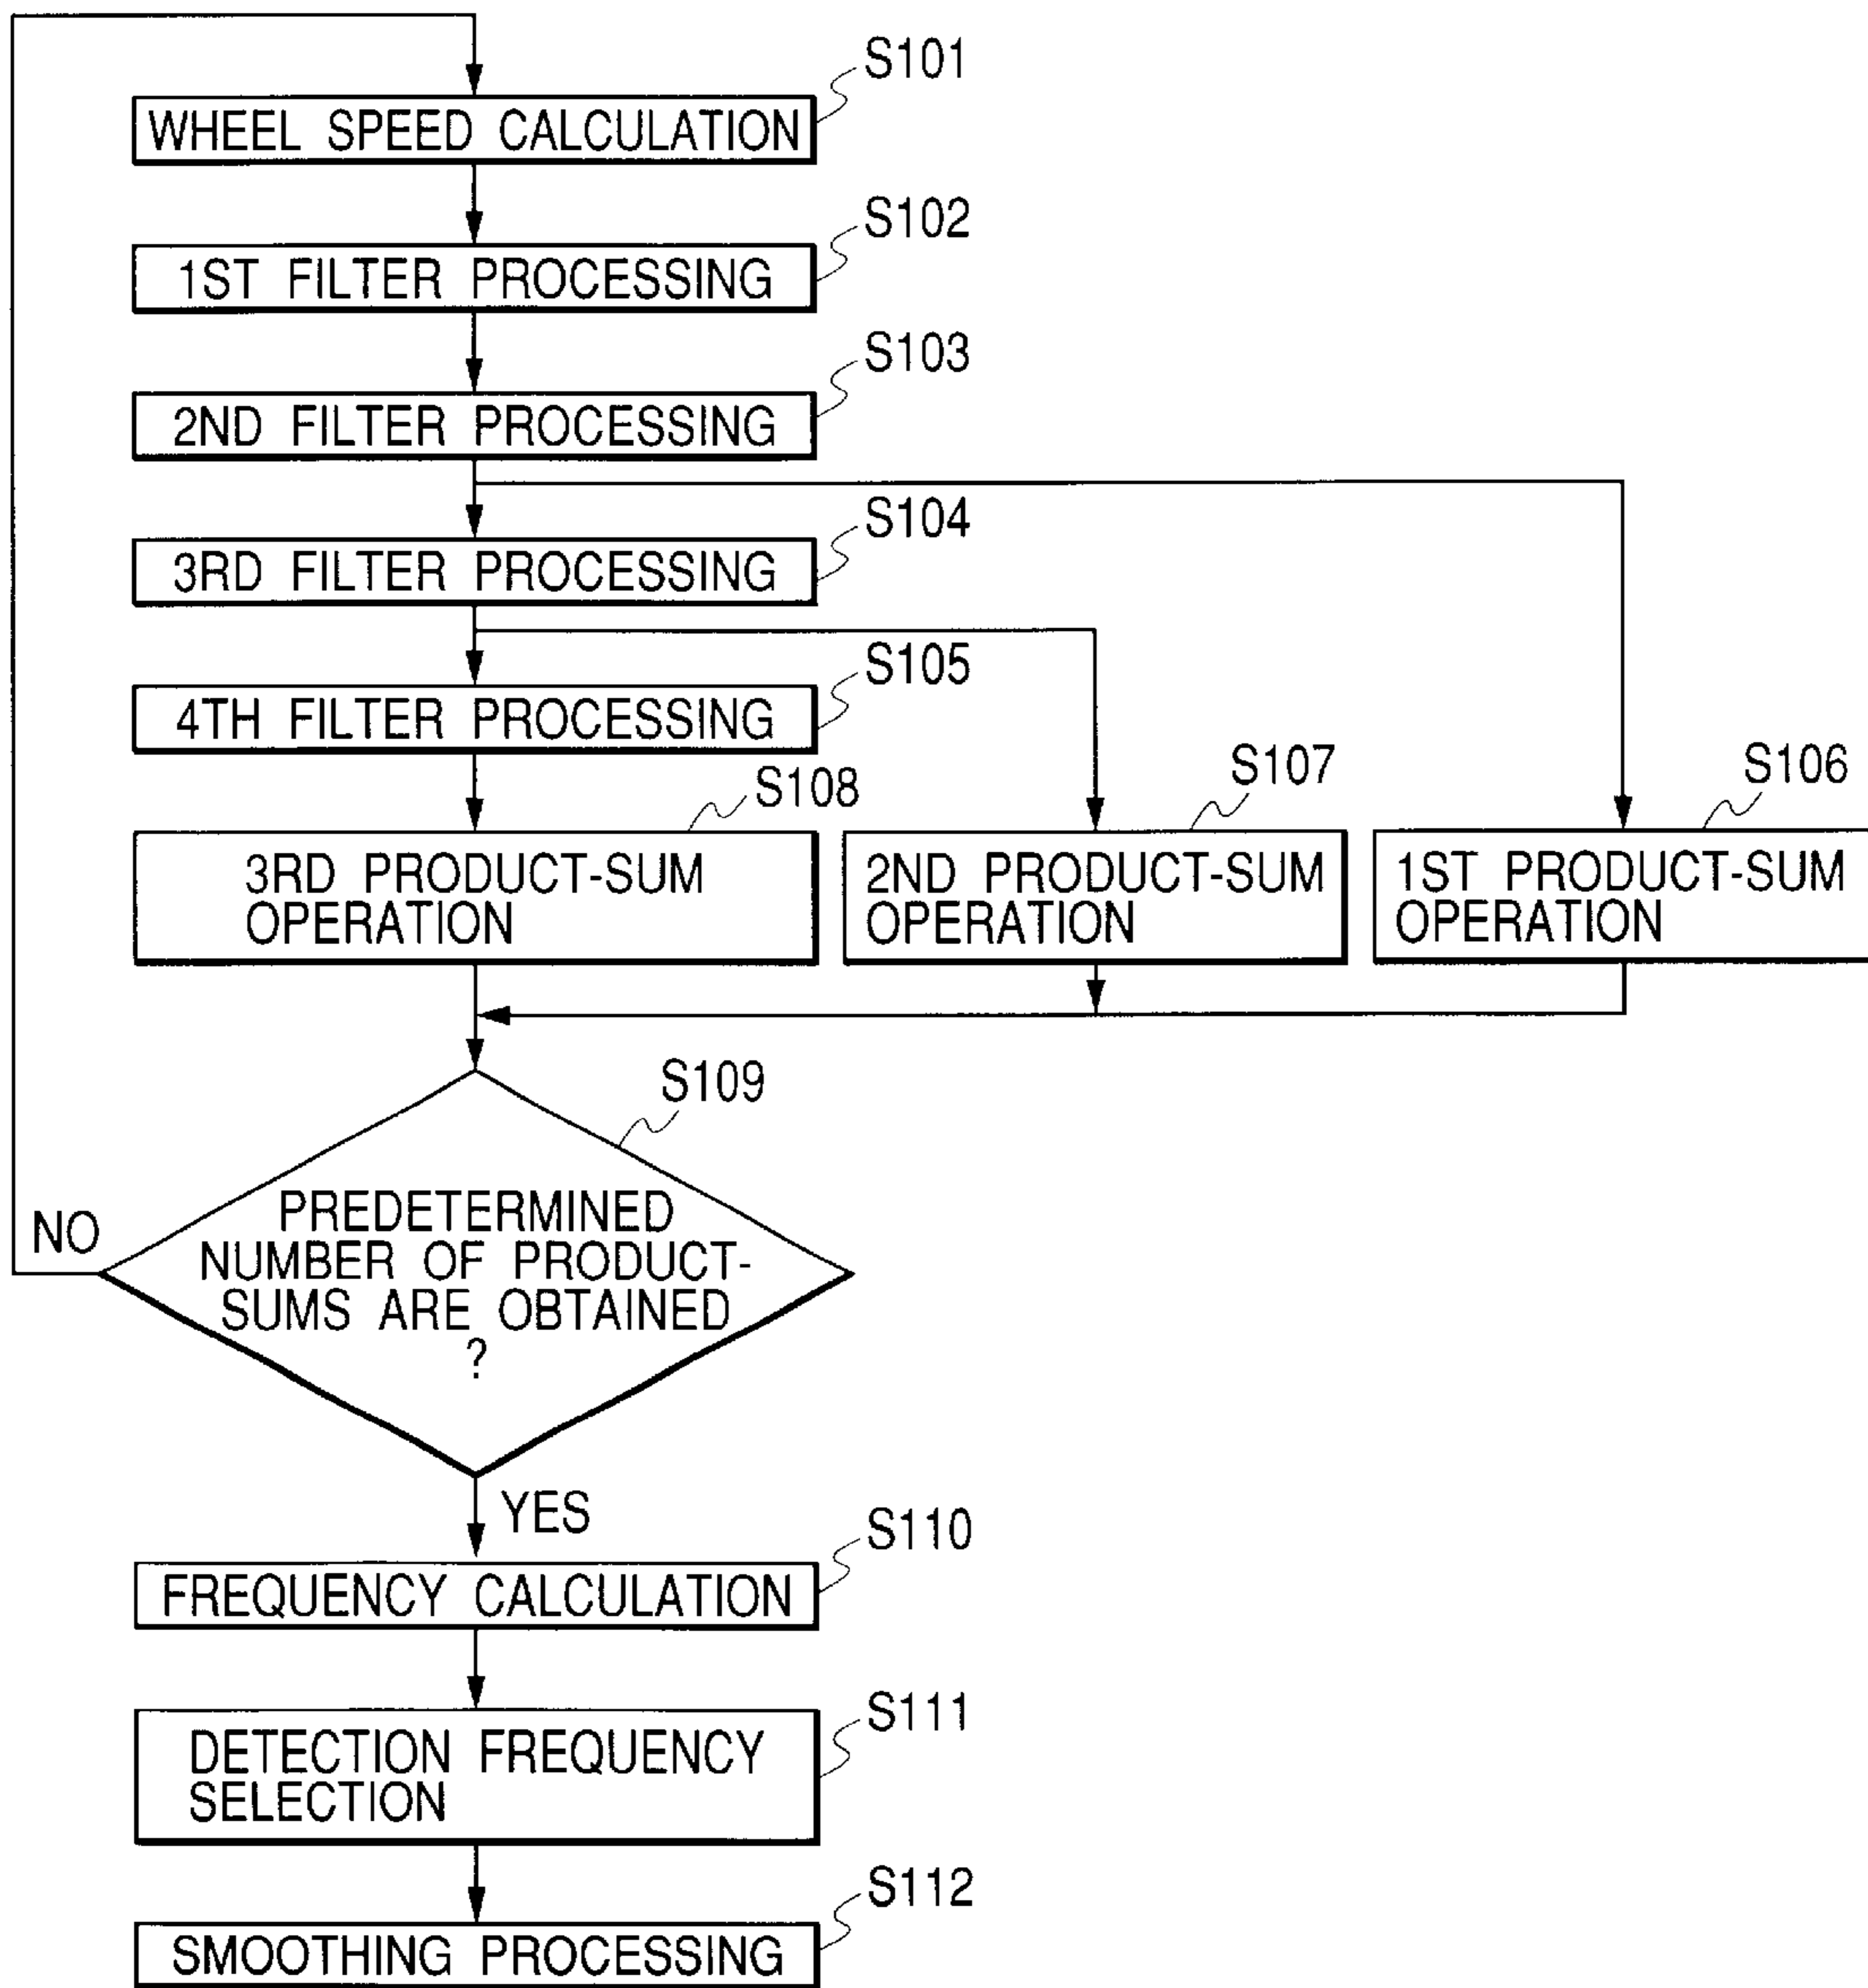 S101
WHEEL SPEED CALCULATION
S102
1ST FILTER PROCESSING
S103
2ND FILTER PROCESSING
S104
3RD FILTER PROCESSING
S105
4TH FILTER PROCESSING
S108
3RD PRODUCT-SUM
OPERATION
S107
2ND PRODUCT-SUM
OPERATION
S106
1ST PRODUCT-SUM
OPERATION
S109
PREDETERMINED
NUMBER OF PRODUCT-
SUMS ARE OBTAINED
?
NO
YES
S110
FREQUENCY CALCULATION
S111
DETECTION FREQUENCY
SELECTION
S112
SMOOTHING PROCESSING